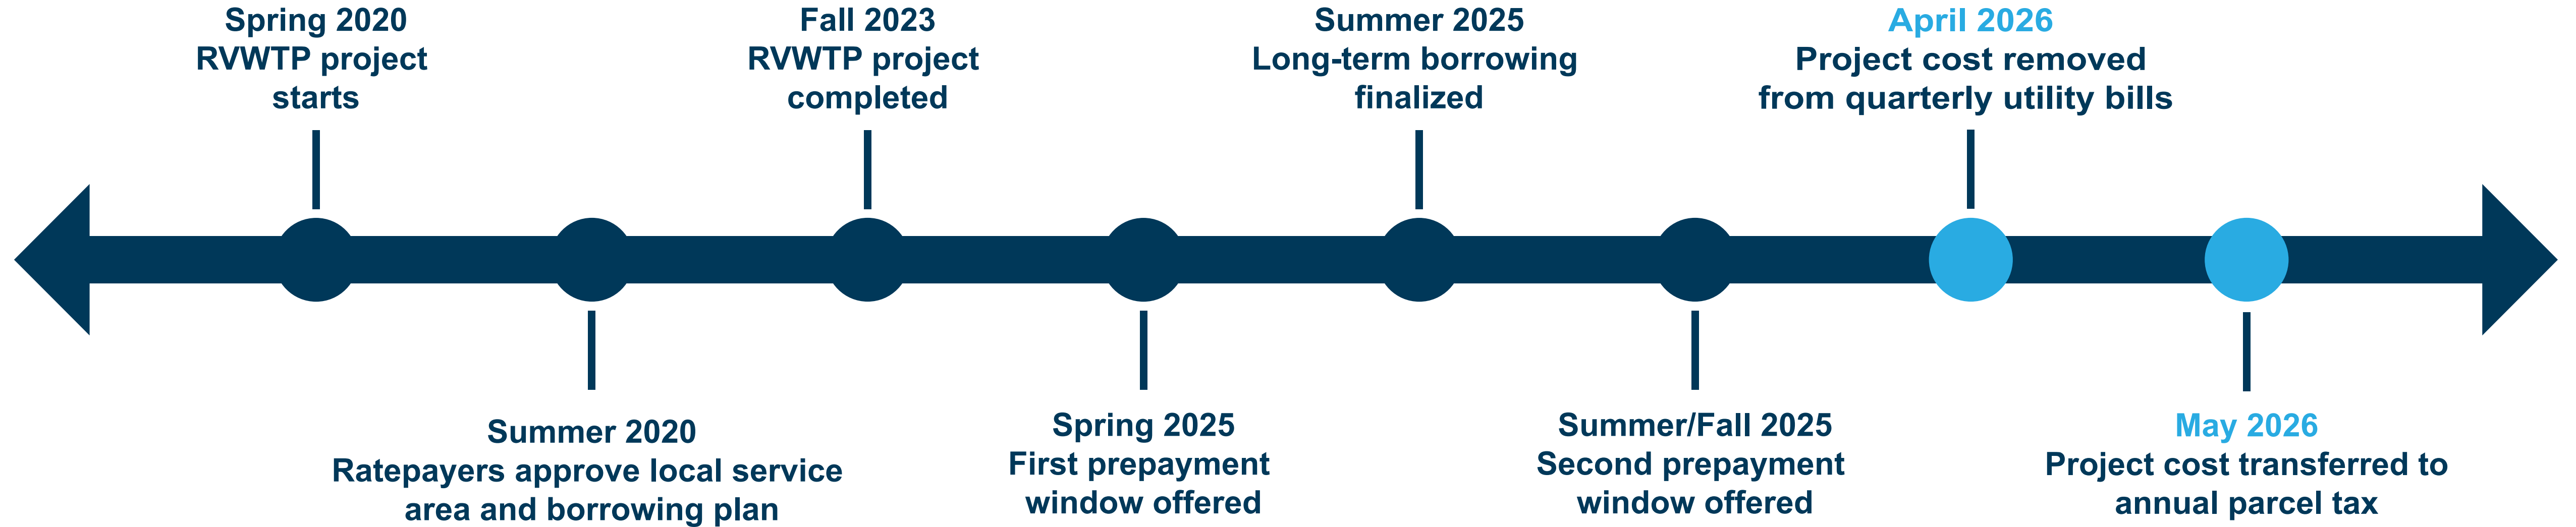 Spring 2020
RVWTP project
starts
Summer 2020
Ratepayers approve local service
area and borrowing plan
Fall 2023
RVWTP project
completed
Spring 2025
First prepayment
window offered
Summer 2025
Long-term borrowing
finalized
Summer/Fall 2025
Second prepayment
window offered
April 2026
Project cost removed
from quarterly utility bills
May 2026
Project cost transferred to
annual parcel tax